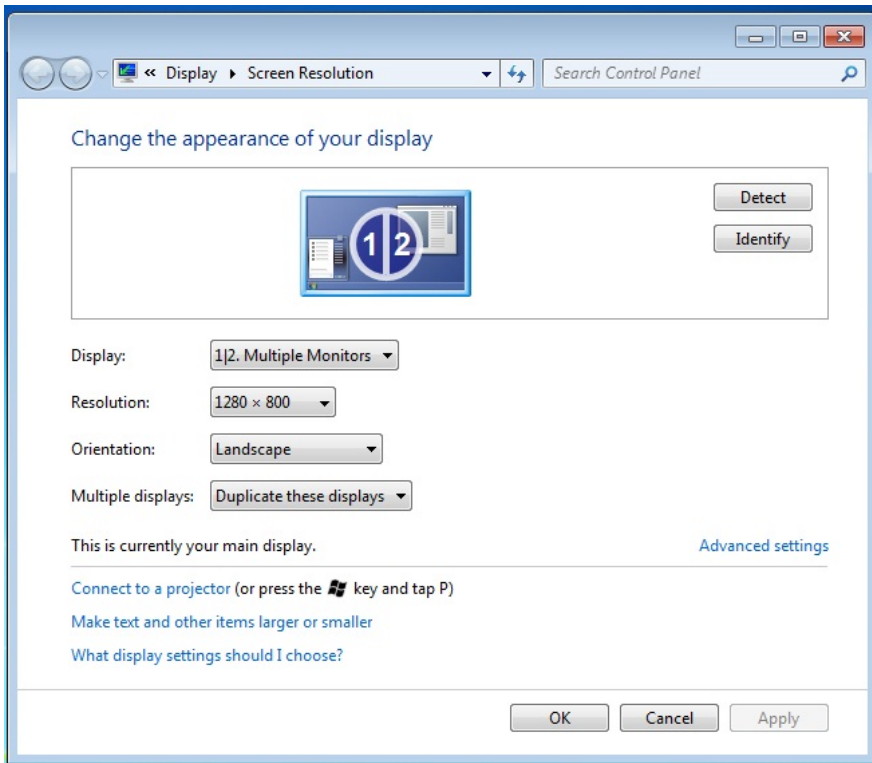 « Display ▸ Screen Resolution Search Control Panel
Change the appearance of your display
1 2
Detect
Identify
Display: 1|2. Multiple Monitors
Resolution: 1280 × 800
Orientation: Landscape
Multiple displays: Duplicate these displays
This is currently your main display. Advanced settings
Connect to a projector (or press the key and tap P)
Make text and other items larger or smaller
What display settings should I choose?
OK Cancel Apply